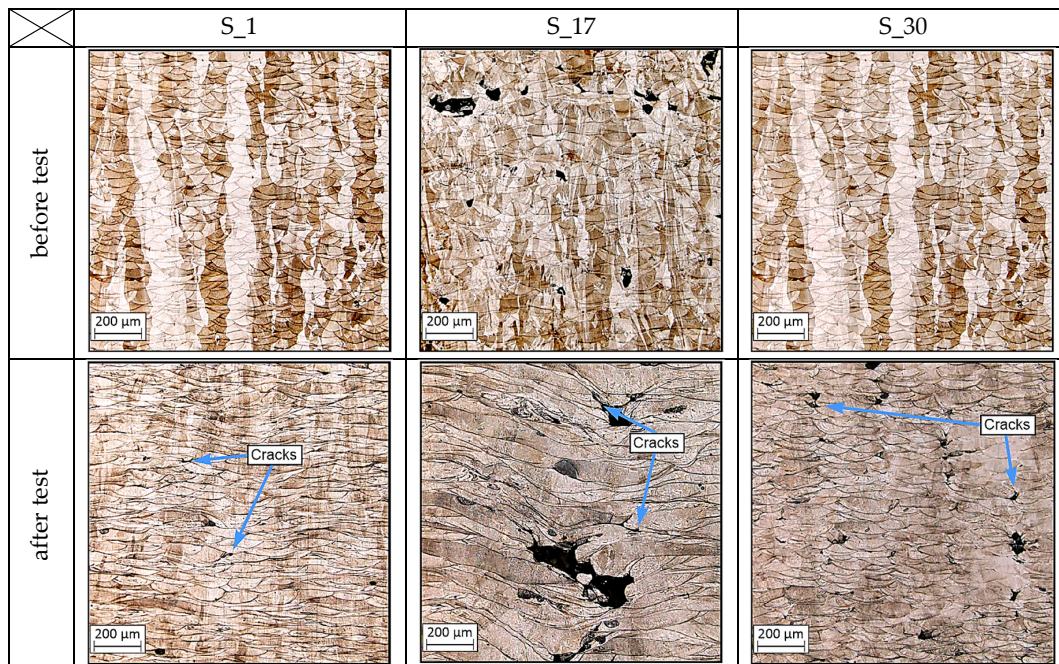 S_1
S_17
S_30
before test
200 µm
200 µm
200 µm
after test
Cracks
Cracks
Cracks
200 µm
200 µm
200 µm